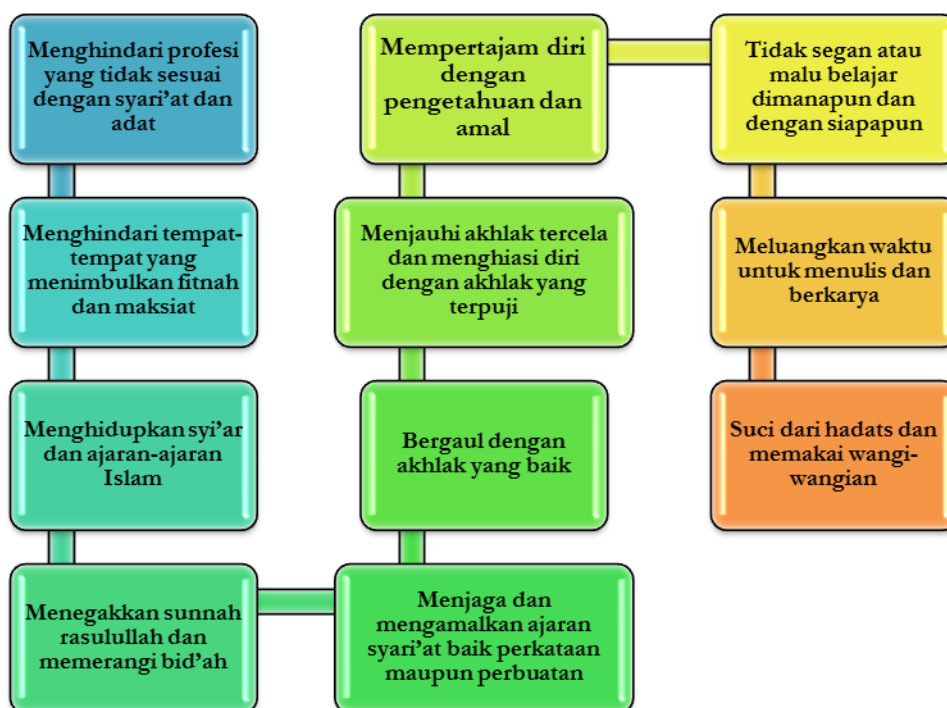 Menghindari profesi
yang tidak sesuai
dengan syari'at dan
adat
Menghindari tempat-
tempat yang
menimbulkan fitnah
dan maksiat
Menghidupkan syi'ar
dan ajaran-ajaran
Islam
Menegakkan sunnah
rasulullah dan
memerangi bid'ah
Menjaga dan
mengamalkan ajaran
syari'at baik perkataan
maupun perbuatan
Bergaul dengan
akhlak yang baik
Menjauhi akhlak tercela
dan menghiasi diri
dengan akhlak yang
terpuji
Mempertajam diri
dengan
pengetahuan dan
amal
Tidak segan atau
malu belajar
dimanapun dan
dengan siapapun
Meluangkan waktu
untuk menulis dan
berkarya
Suci dari hadats dan
memakai wangi-
wangian